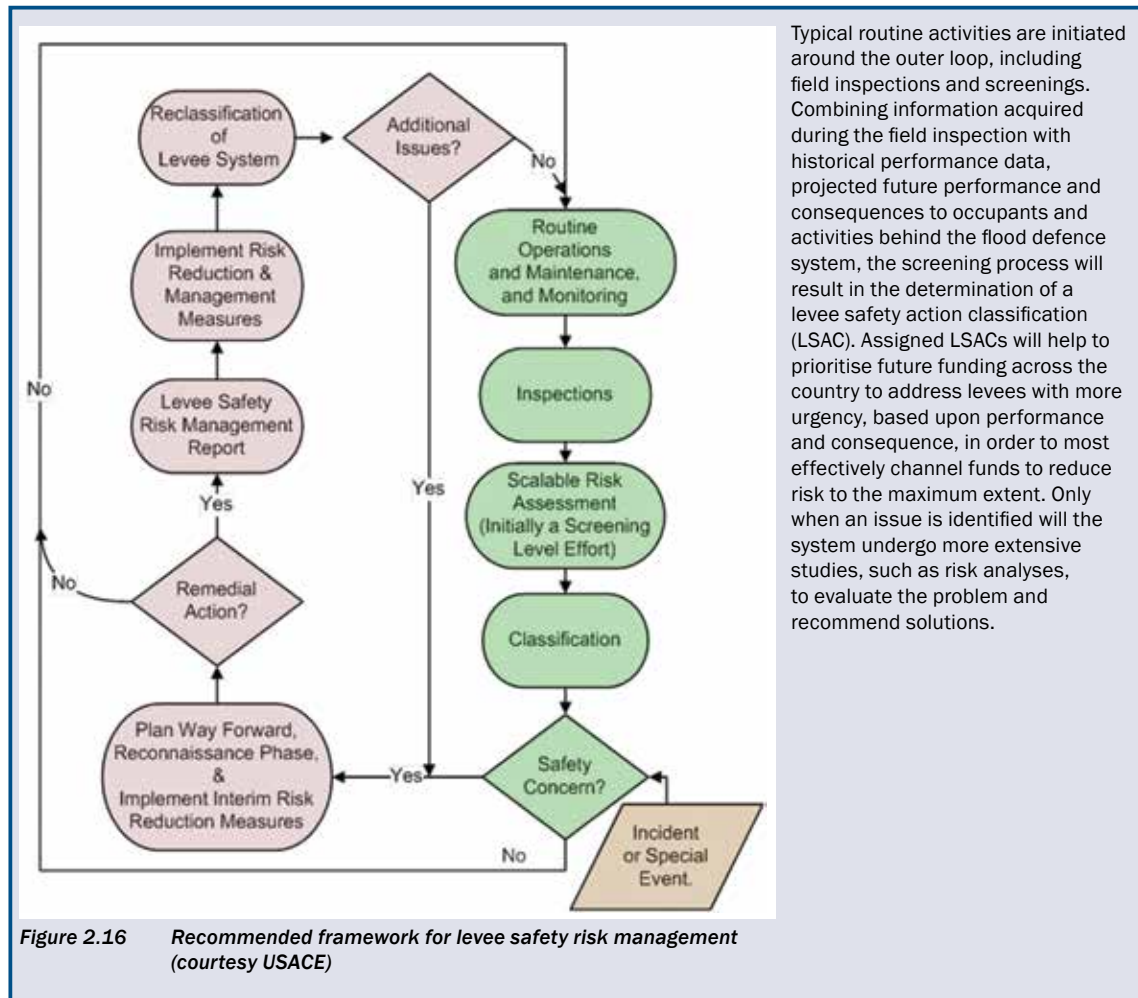 Reclassification
of
Levee System
Additional
Issues?
No
Routine
Operations
and Maintenance,
and Monitoring
Implement Risk
Reduction &
Management
Measures
Inspections
No
Levee Safety
Risk Management
Report
Yes
Yes
Scalable Risk
Assessment
(Initially a Screening
Level Effort)
No
Remedial
Action?
Classification
Plan Way Forward,
Reconnaissance Phase,
&
Implement Interim Risk
Reduction Measures
Yes
Safety
Concern?
No
Incident
or Special
Event.
Typical routine activities are initiated
around the outer loop, including
field inspections and screenings.
Combining information acquired
during the field inspection with
historical performance data,
projected future performance and
consequences to occupants and
activities behind the flood defence
system, the screening process will
result in the determination of a
levee safety action classification
(LSAC). Assigned LSACs will help to
prioritise future funding across the
country to address levees with more
urgency, based upon performance
and consequence, in order to most
effectively channel funds to reduce
risk to the maximum extent. Only
when an issue is identified will the
system undergo more extensive
studies, such as risk analyses,
to evaluate the problem and
recommend solutions.
Figure 2.16 Recommended framework for levee safety risk management
(courtesy USACE)